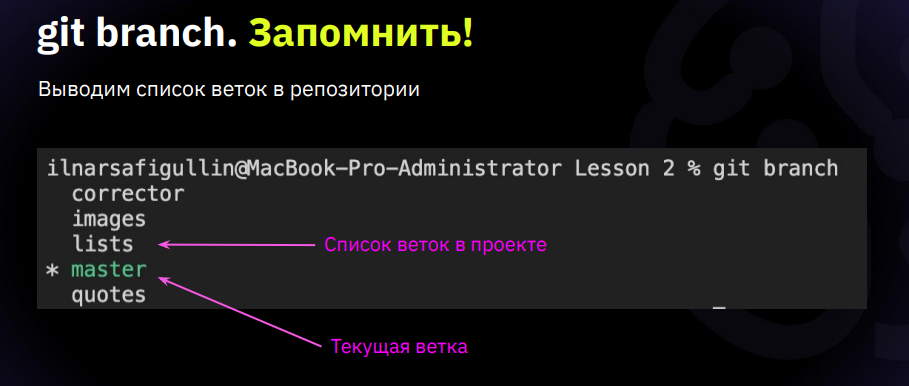 git branch. Запомнить!
Выводим список веток в репозитории
ilnarsafigullin@MacBook-Pro-Administrator Lesson 2 % git branch
corrector
images
lists
Список веток в проекте
* master
quotes
Текущая ветка